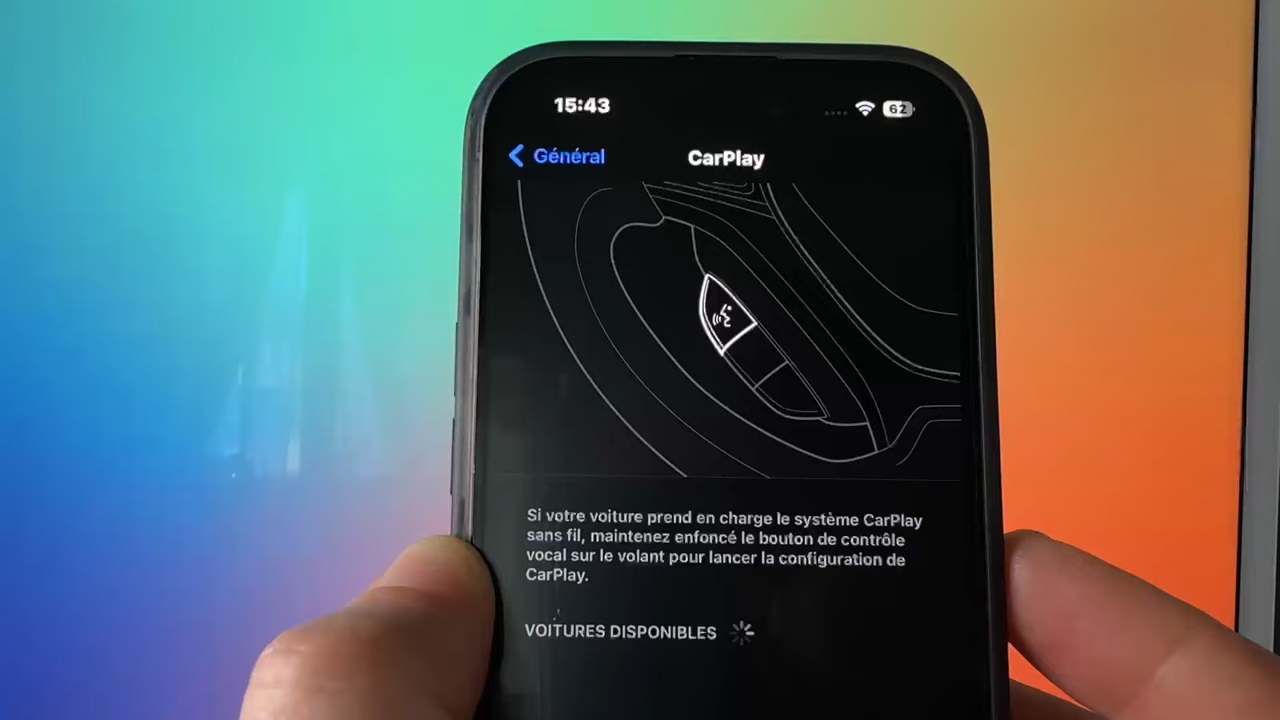 15:43
62
Général
CarPlay
Si votre voiture prend en charge le système CarPlay
sans fil, maintenez enfoncé le bouton de contrôle
vocal sur le volant pour lancer la configuration de
CarPlay.
VOITURES DISPONIBLES